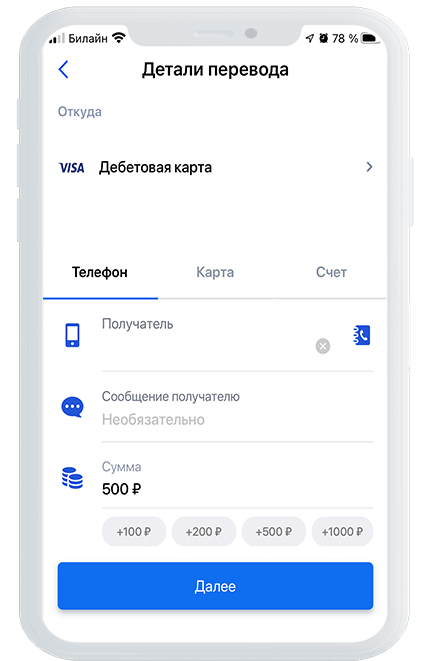 Билайн 78 %
Детали перевода
Откуда
VISA Дебетовая карта
Телефон Карта Счет
Получатель
Сообщение получателю
Необязательно
Сумма
500 ₽
+100 ₽ +200 ₽ +500 ₽ +1000 ₽
Далее